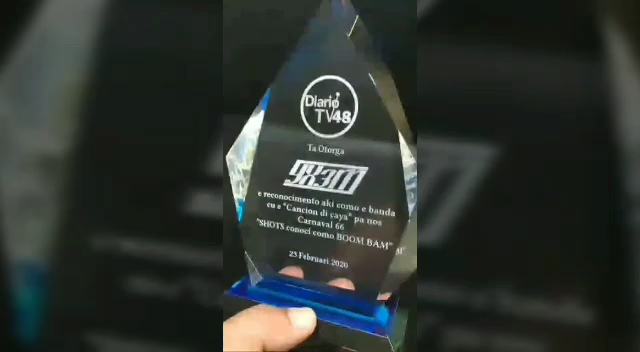 Diario
TV48
Ta Otorga
9X3M
e reconocimento aki como e banda
cu e "Cancion di caya" pa nos
Carnaval 66
"SHOTS conoci como BOOM BAM"
23 Februari 2020